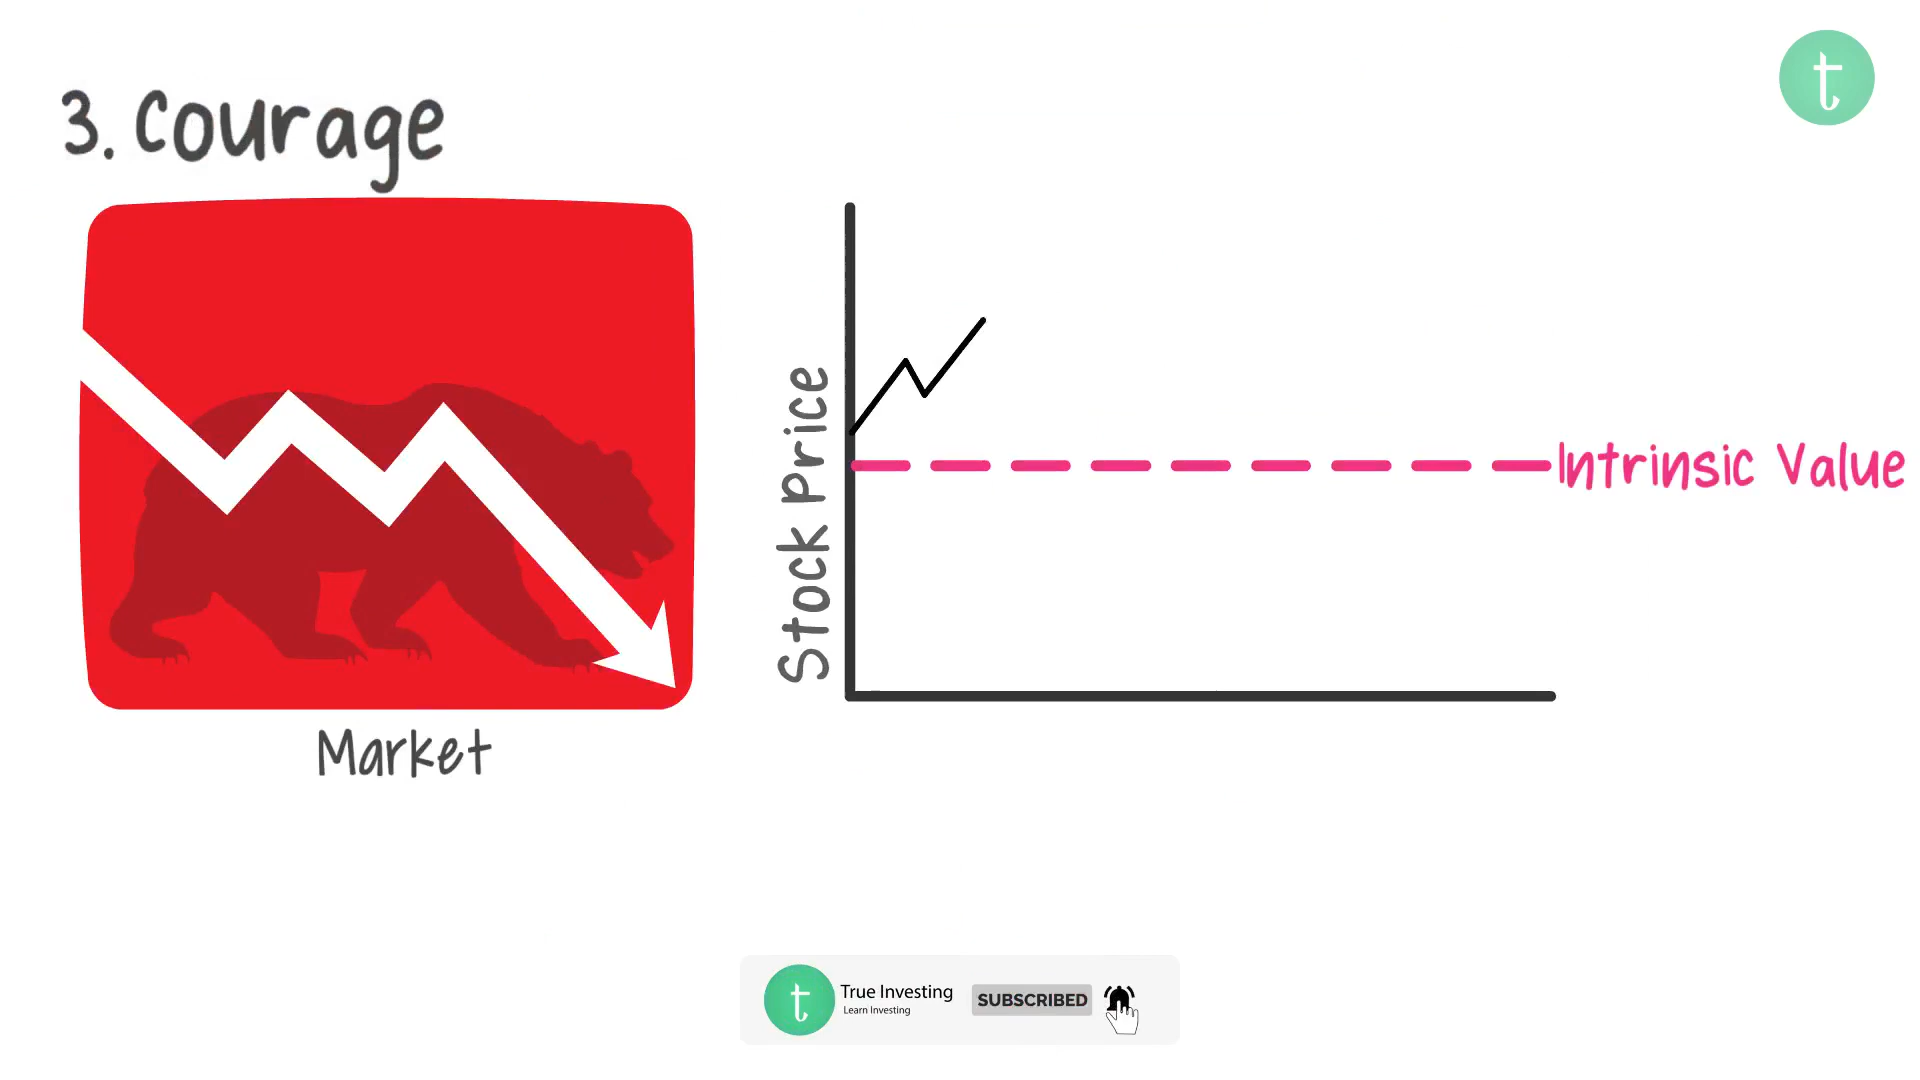 t
3. Courage
Stock Price
Intrinsic Value
Market
t
True Investing
Learn Investing
SUBSCRIBED